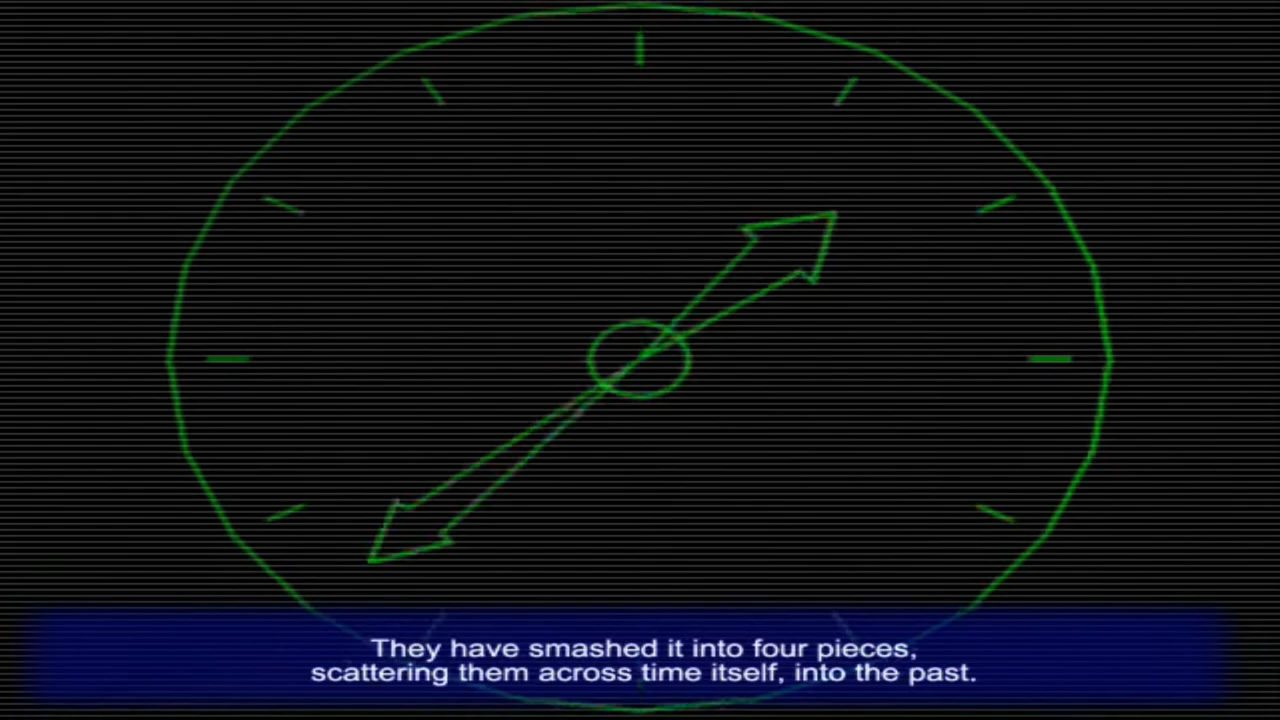 They have smashed it into four pieces,
scattering them across time itself, into the past.